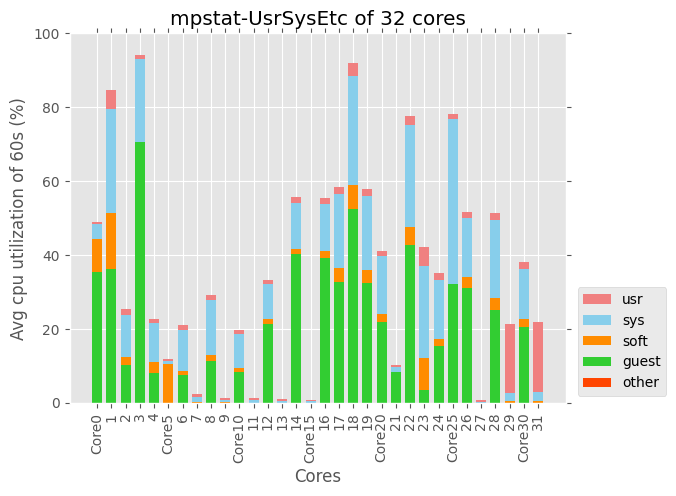 mpstat-UsrSysEtc of 32 cores
Avg cpu utilization of 60s (%)
100
80
60
40
20
0
Core0
1
2
3
4
Core5
6
7
8
9
Core10
11
12
13
14
Core15
16
17
18
19
Core20
21
22
23
24
Core25
26
27
28
29
Core30
31
Cores
usr
sys
soft
guest
other